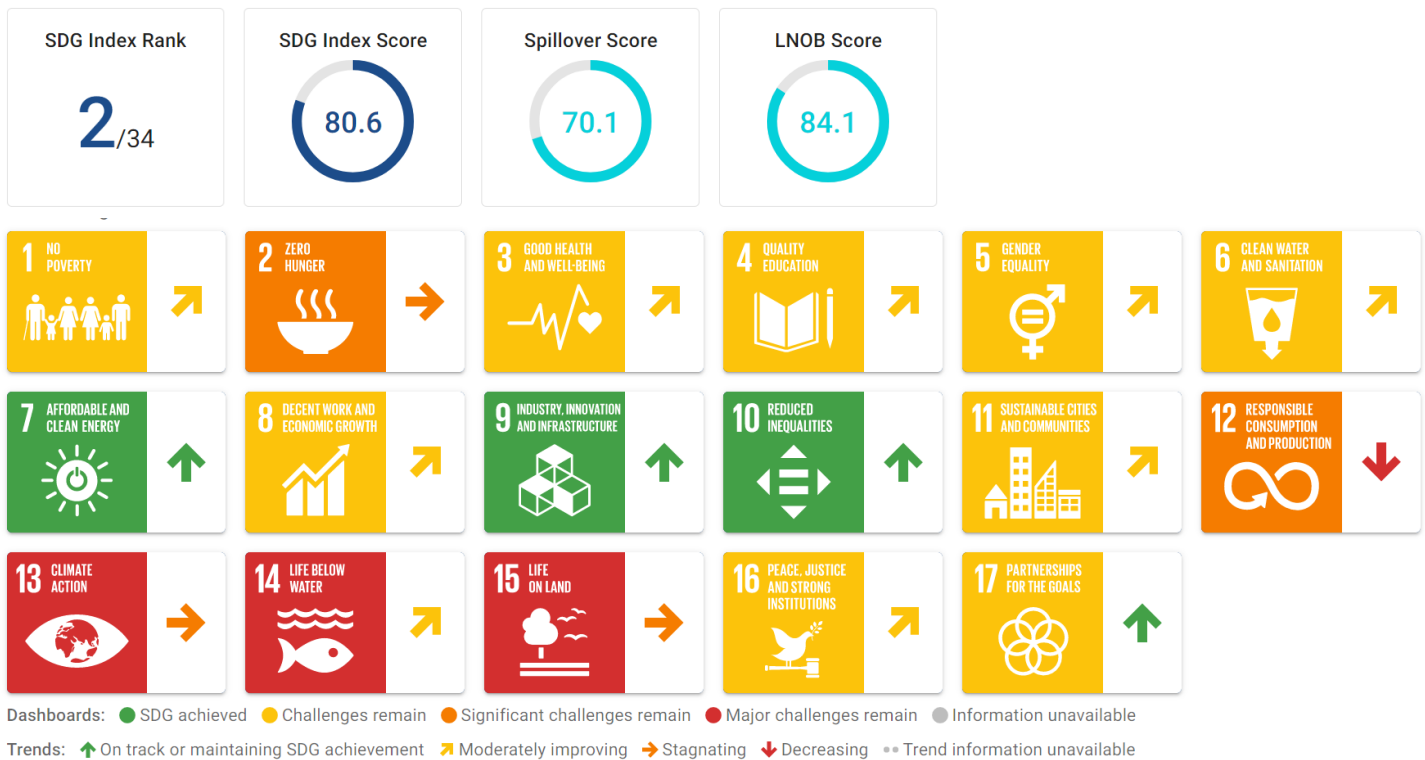 SDG Index Rank
2/34
SDG Index Score
80.6
Spillover Score
70.1
LNOB Score
84.1
1 NO
POVERTY
2 ZERO
HUNGER
3 GOOD HEALTH
AND WELL-BEING
4 QUALITY
EDUCATION
5 GENDER
EQUALITY
6 CLEAN WATER
AND SANITATION
7 AFFORDABLE AND
CLEAN ENERGY
8 DECENT WORK AND
ECONOMIC GROWTH
9 INDUSTRY, INNOVATION
AND INFRASTRUCTURE
10 REDUCED
INEQUALITIES
11 SUSTAINABLE CITIES
AND COMMUNITIES
12 RESPONSIBLE
CONSUMPTION
AND PRODUCTION
13 CLIMATE
ACTION
14 LIFE BELOW
WATER
15 LIFE
ON LAND
16 PEACE, JUSTICE
AND STRONG
INSTITUTIONS
17 PARTNERSHIPS
FOR THE GOALS
Dashboards: SDG achieved Challenges remain Significant challenges remain Major challenges remain Information unavailable
Trends: On track or maintaining SDG achievement Moderately improving Stagnating Decreasing Trend information unavailable